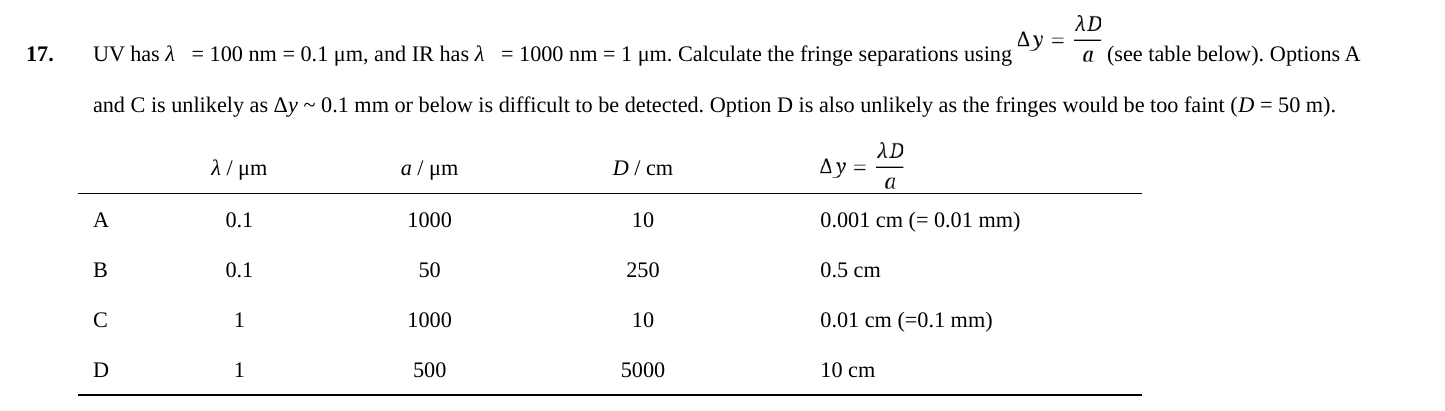 17. UV has λ = 100 nm = 0.1 μm, and IR has λ = 1000 nm = 1 μm. Calculate the fringe separations using Δy = λD/a (see table below). Options A
and C is unlikely as Δy ~ 0.1 mm or below is difficult to be detected. Option D is also unlikely as the fringes would be too faint (D = 50 m).
λ / μm a / μm D / cm Δy = λD/a
A 0.1 1000 10 0.001 cm (= 0.01 mm)
B 0.1 50 250 0.5 cm
C 1 1000 10 0.01 cm (=0.1 mm)
D 1 500 5000 10 cm